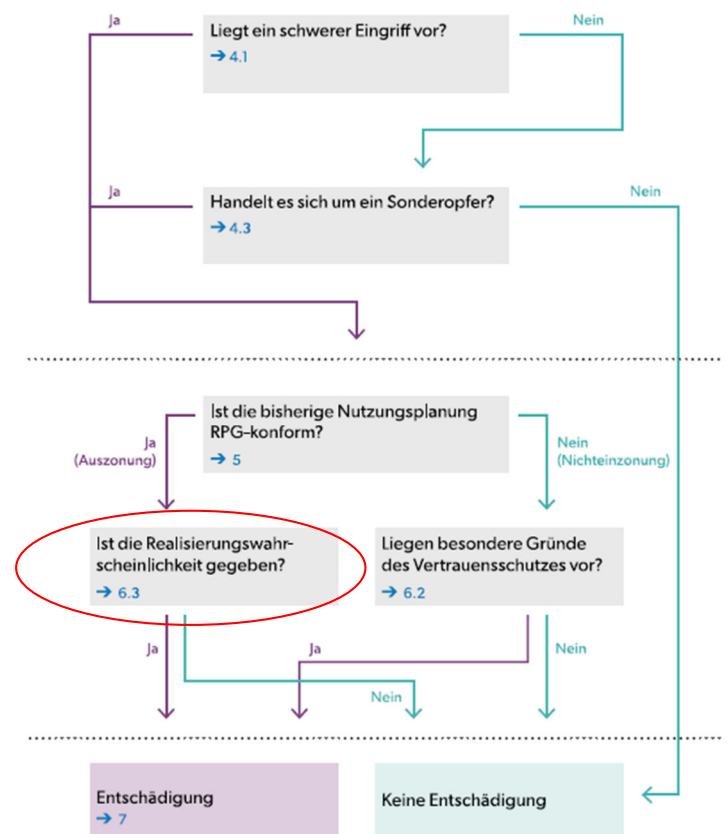 Ja
Liegt ein schwerer Eingriff vor?
Nein
→ 4.1
Ja
Handelt es sich um ein Sonderopfer?
Nein
→ 4.3
Ist die bisherige Nutzungsplanung
RPG-konform?
→ 5
Ja
(Auszonung)
Nein
(Nichteinzonung)
Ist die Realisierungswahr-
scheinlichkeit gegeben?
→ 6.3
Liegen besondere Gründe
des Vertrauensschutzes vor?
→ 6.2
Ja
Ja
Nein
Nein
Entschädigung
→ 7
Keine Entschädigung